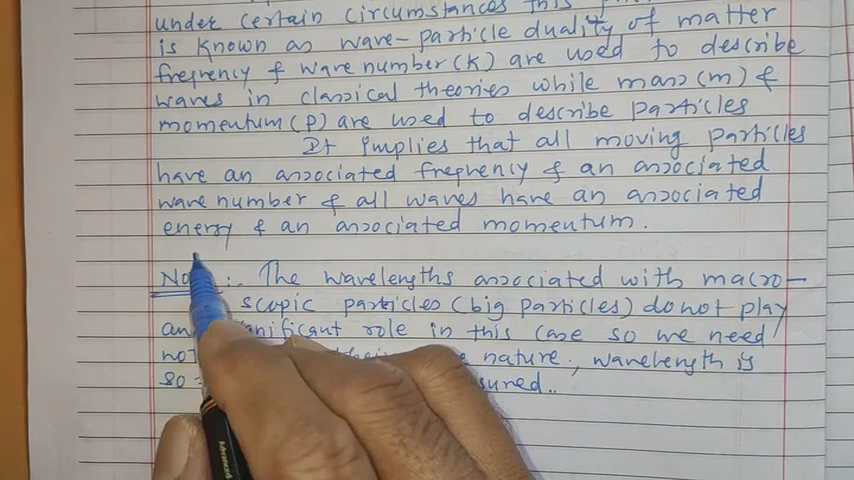 under certain circumstances this
is known as wave-particle duality of matter
frequency & wave number (K) are used to describe
waves in classical theories while mass (m) &
momentum (P) are used to describe particles
It implies that all moving particles
have an associated frequency & an associated
wave number & all waves have an associated
energy & an associated momentum.
No :- The wavelengths associated with macro-
scopic particles (big particles) do not play
an significant role in this case so we need
not nature, wavelength is
so
Advanced